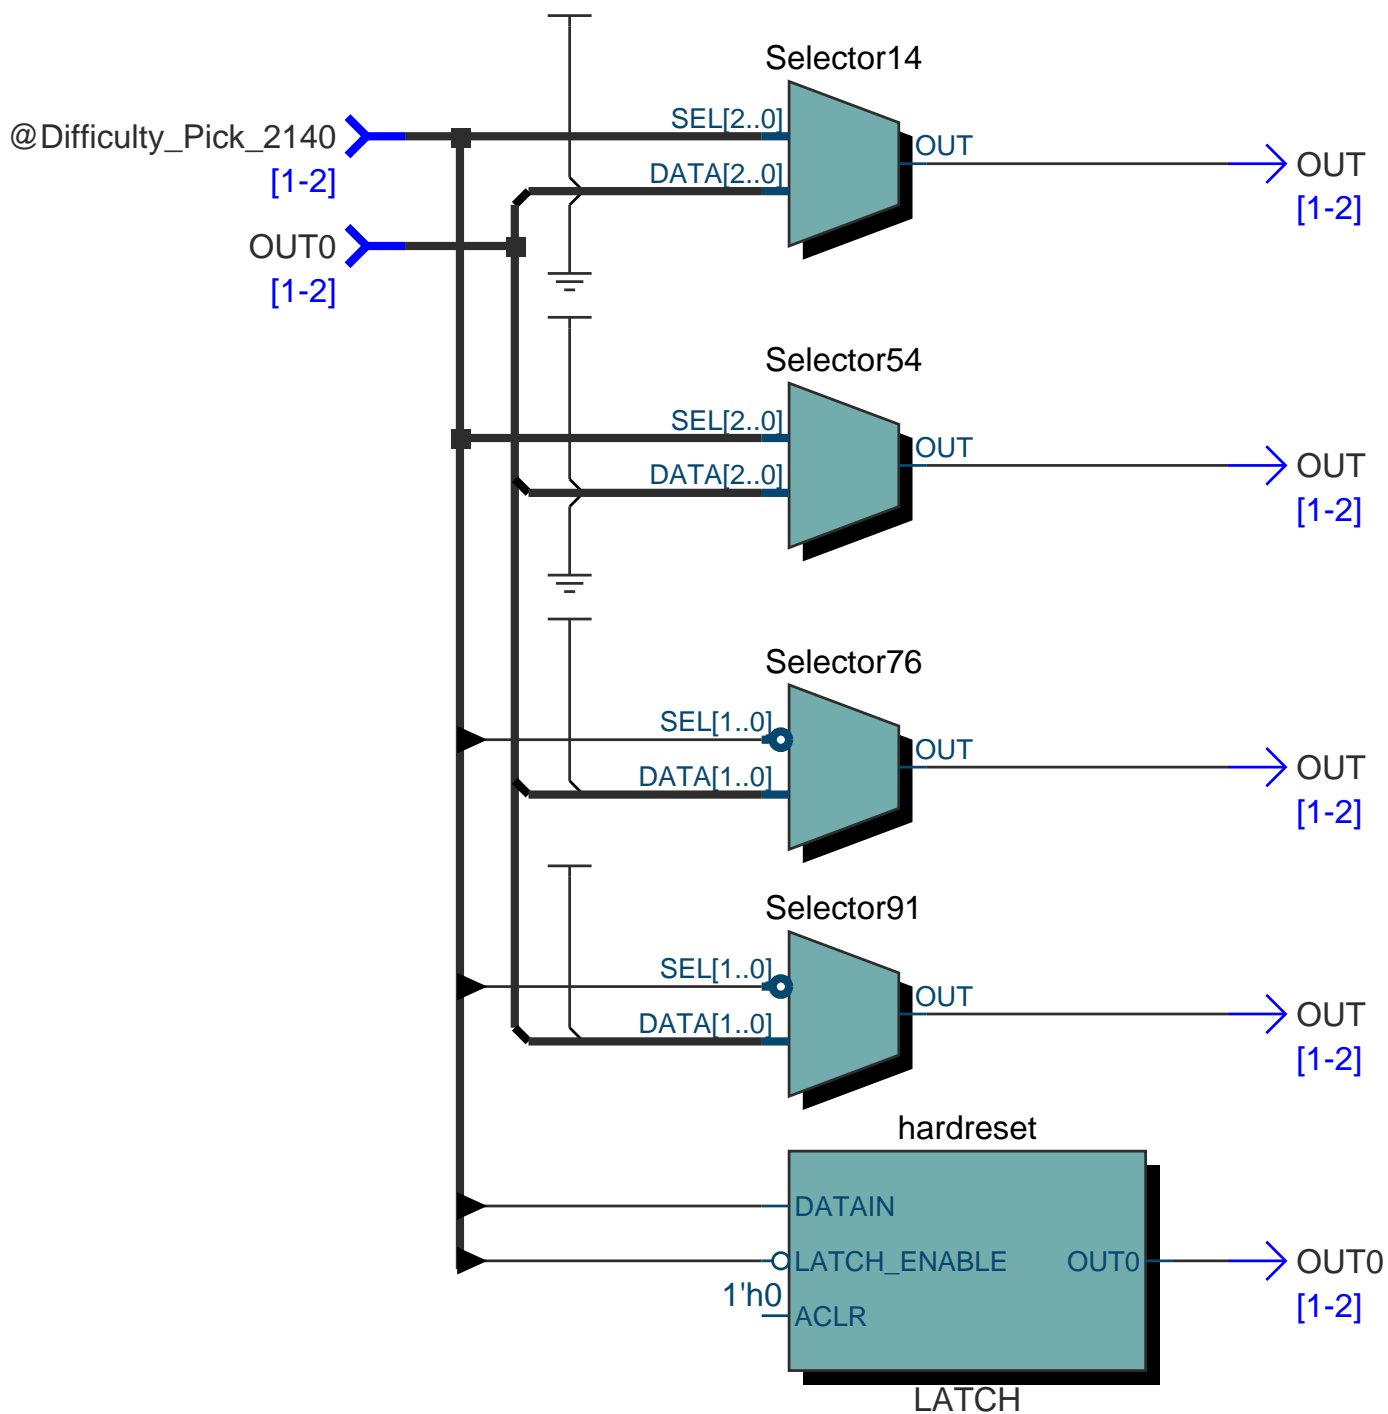 Selector14
@Difficulty_Pick_2140
[1-2]
SEL[2..0]
DATA[2..0]
OUT
OUT
[1-2]
OUT0
[1-2]
Selector54
SEL[2..0]
DATA[2..0]
OUT
OUT
[1-2]
Selector76
SEL[1..0]
DATA[1..0]
OUT
OUT
[1-2]
Selector91
SEL[1..0]
DATA[1..0]
OUT
OUT
[1-2]
hardreset
DATAIN
LATCH_ENABLE
OUT0
OUT0
[1-2]
1'h0
ACLR
LATCH